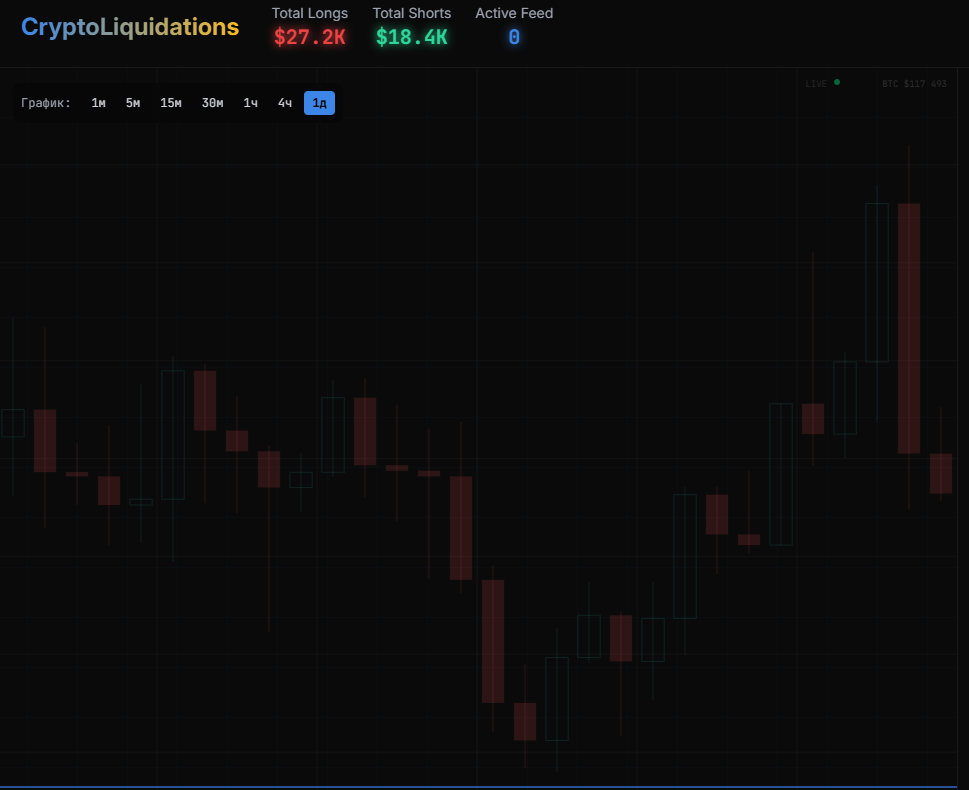 CryptoLiquidations
Total Longs Total Shorts Active Feed
$27.2K $18.4K 0
LIVE BTC $117 493
График: 1м 5м 15м 30м 1ч 4ч 1д